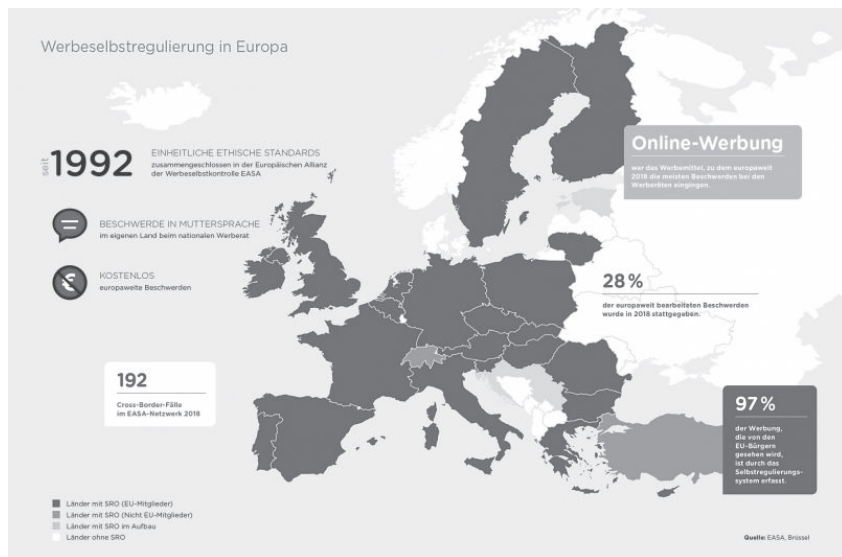 Werbeselbstregulierung in Europa
seit 1992
EINHEITLICHE ETHISCHE STANDARDS
zusammengeschlossen in der Europäischen Allianz
der Werbeselbstkontrolle EASA
BESCHWERDE IN MUTTERSPRACHE
im eigenen Land beim nationalen Werberat
KOSTENLOS
europaweite Beschwerden
Online-Werbung
war das Werbemittel, zu dem europaweit
2018 die meisten Beschwerden bei den
Werberäten eingingen.
28 %
der europaweit bearbeiteten Beschwerden
wurde in 2018 stattgegeben.
192
Cross-Border-Fälle
im EASA-Netzwerk 2018
97 %
der Werbung,
die von den
EU-Bürgern
gesehen wird,
ist durch das
Selbstregulierungs-
system erfasst.
Länder mit SRO (EU-Mitglieder)
Länder mit SRO (Nicht EU-Mitglieder)
Länder mit SRO im Aufbau
Länder ohne SRO
Quelle: EASA, Brüssel